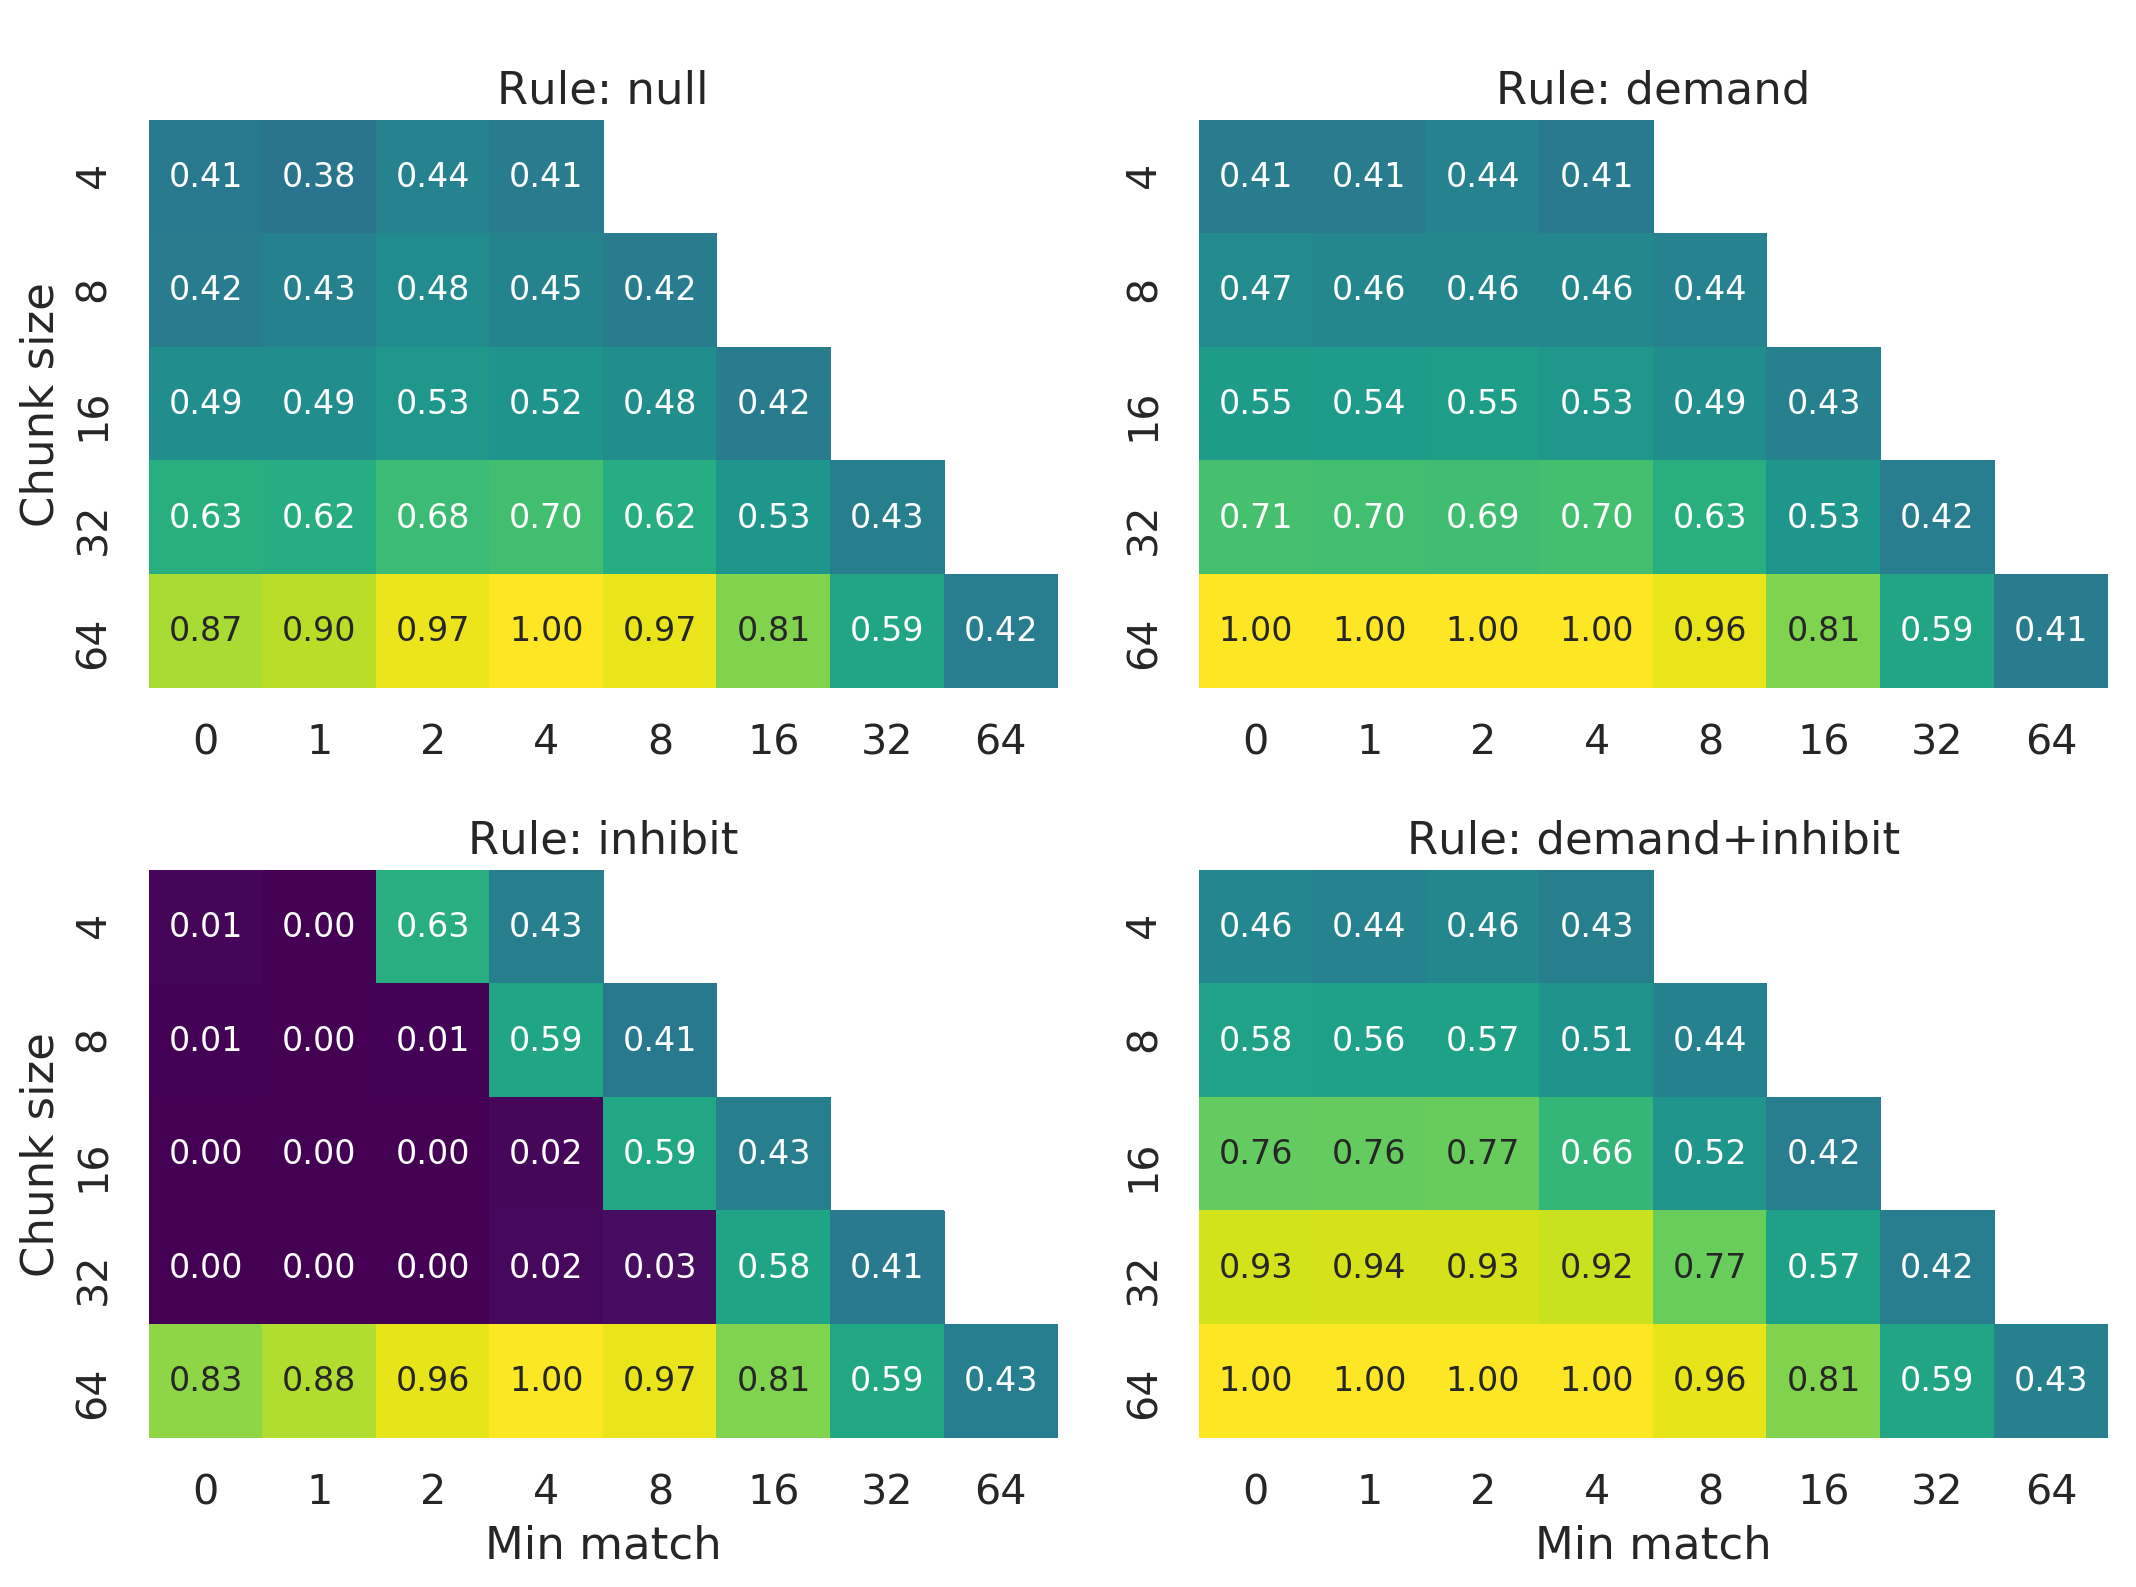 Rule: null
4 0.41 0.38 0.44 0.41
8 0.42 0.43 0.48 0.45 0.42
16 0.49 0.49 0.53 0.52 0.48 0.42
32 0.63 0.62 0.68 0.70 0.62 0.53 0.43
64 0.87 0.90 0.97 1.00 0.97 0.81 0.59 0.42
Chunk size
0 1 2 4 8 16 32 64
Rule: demand
4 0.41 0.41 0.44 0.41
8 0.47 0.46 0.46 0.46 0.44
16 0.55 0.54 0.55 0.53 0.49 0.43
32 0.71 0.70 0.69 0.70 0.63 0.53 0.42
64 1.00 1.00 1.00 1.00 0.96 0.81 0.59 0.41
0 1 2 4 8 16 32 64
Rule: inhibit
4 0.01 0.00 0.63 0.43
8 0.01 0.00 0.01 0.59 0.41
16 0.00 0.00 0.00 0.02 0.59 0.43
32 0.00 0.00 0.00 0.02 0.03 0.58 0.41
64 0.83 0.88 0.96 1.00 0.97 0.81 0.59 0.43
Chunk size
0 1 2 4 8 16 32 64
Min match
Rule: demand+inhibit
4 0.46 0.44 0.46 0.43
8 0.58 0.56 0.57 0.51 0.44
16 0.76 0.76 0.77 0.66 0.52 0.42
32 0.93 0.94 0.93 0.92 0.77 0.57 0.42
64 1.00 1.00 1.00 1.00 0.96 0.81 0.59 0.43
0 1 2 4 8 16 32 64
Min match